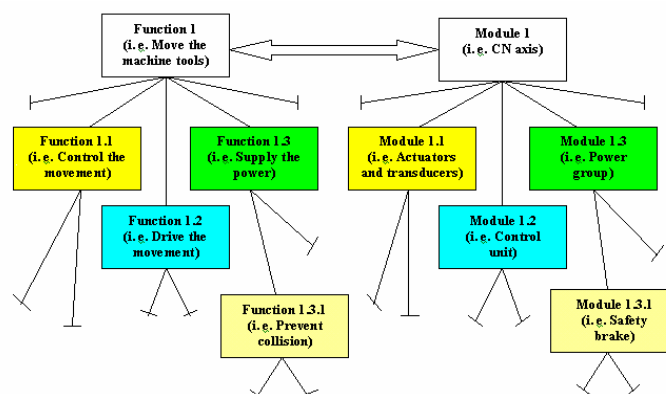 Function 1
(i.e. Move the
machine tools)
Module 1
(i.e. CN axis)
Function 1.1
(i.e. Control the
movement)
Function 1.3
(i.e. Supply the
power)
Module 1.1
(i.e. Actuators
and transducers)
Module 1.3
(i.e. Power
group)
Function 1.2
(i.e. Drive the
movement)
Module 1.2
(i.e. Control
unit)
Function 1.3.1
(i.e. Prevent
collision)
Module 1.3.1
(i.e. Safety
brake)